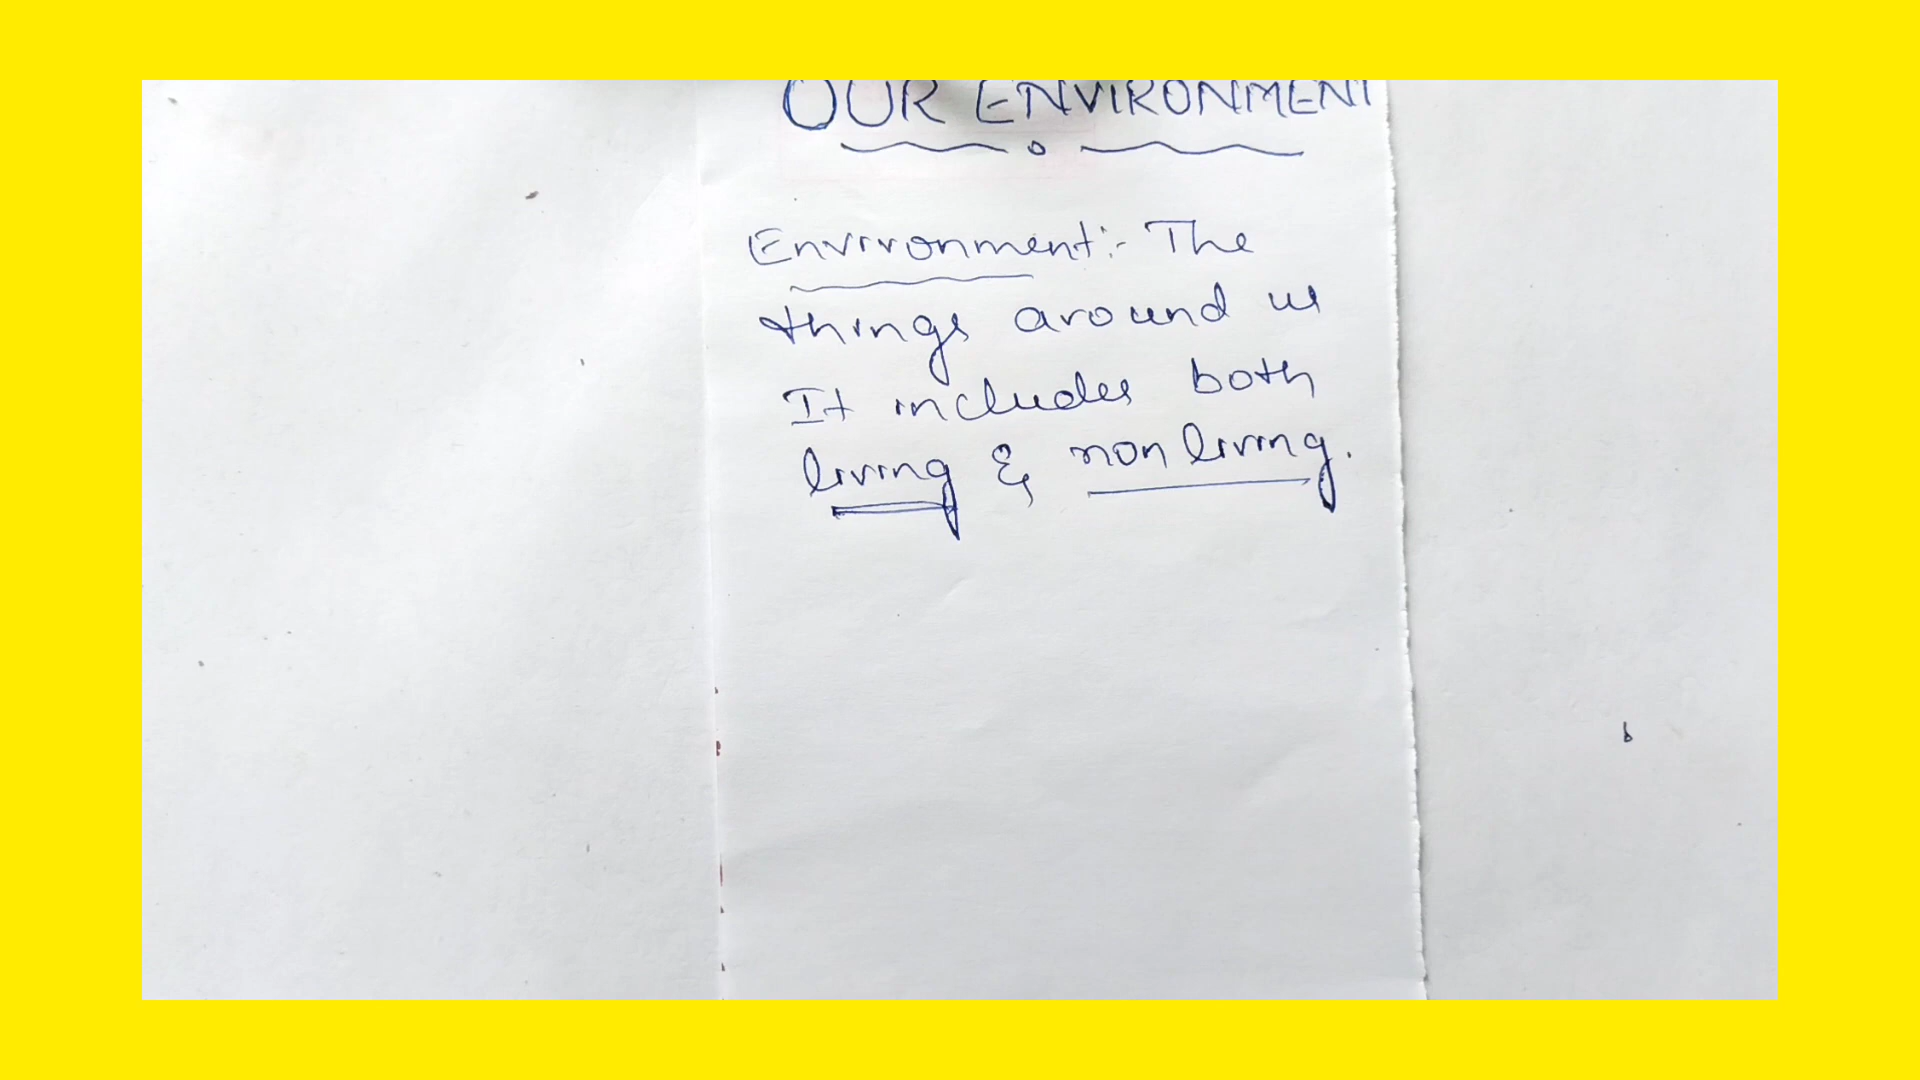 OUR ENVIRONMENT
Environment:- The
things around us
It includes both
living & non living.